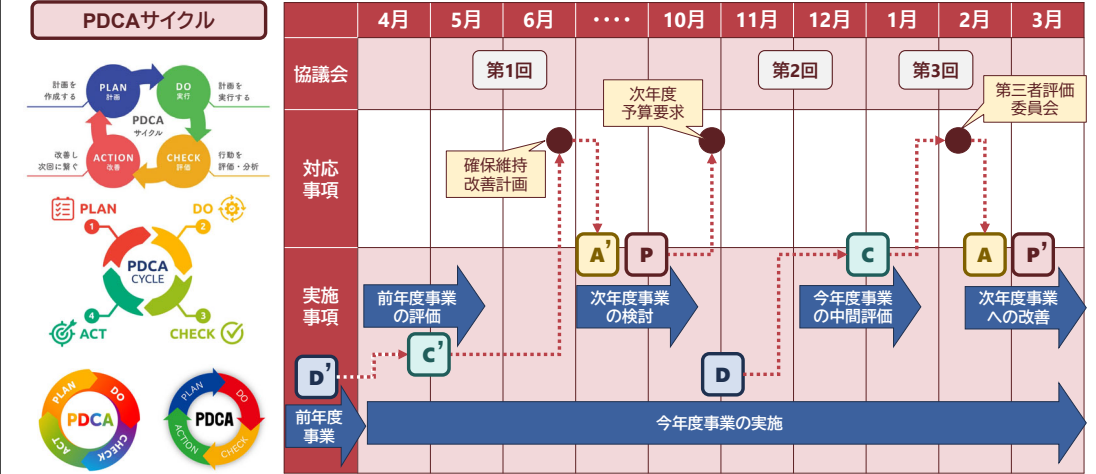 PDCAサイクル
計画を
作成する
PLAN
計画
DO
実行
計画を
実行する
PDCA
サイクル
改善し
次回に繋ぐ
ACTION
改善
CHECK
評価
行動を
評価・分析
PLAN
1
DO
2
PDCA
CYCLE
4
ACT
3
CHECK
PLAN
DO
CHECK
ACT
PDCA
PLAN
DO
CHECK
ACTION
PDCA
4月
5月
6月
････
10月
11月
12月
1月
2月
3月
協議会
第1回
第2回
第3回
対応
事項
確保維持
改善計画
次年度
予算要求
第三者評価
委員会
A’
P
C
A
P’
実施
事項
前年度事業
の評価
次年度事業
の検討
今年度事業
の中間評価
次年度事業
への改善
D’
C’
D
前年度
事業
今年度事業の実施